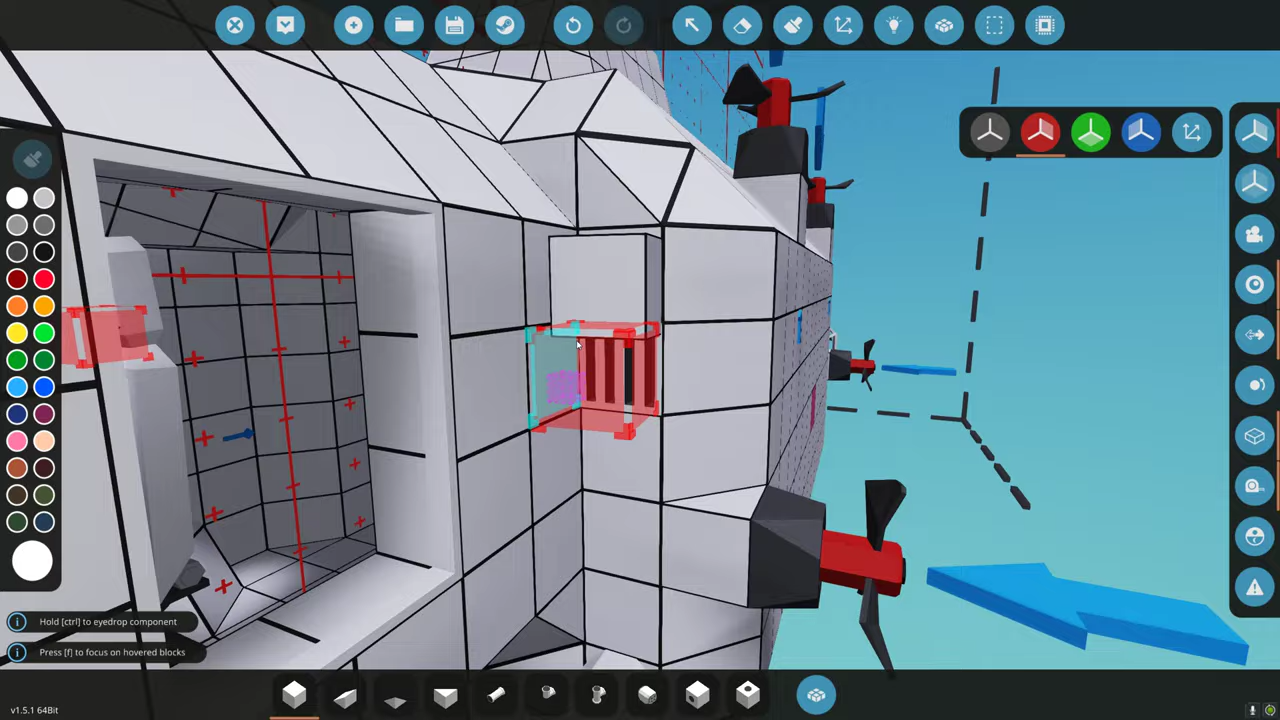 Hold [ctrl] to eyedrop component
Press [f] to focus on hovered blocks
v1.5.1 64Bit